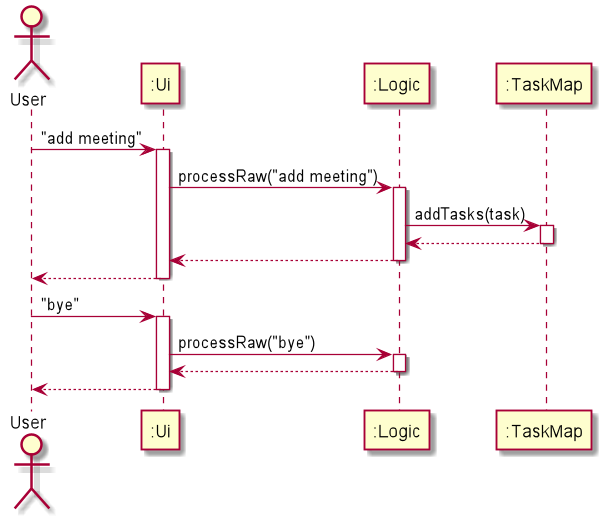 User
:Ui
:Logic
:TaskMap
"add meeting"
processRaw("add meeting")
addTasks(task)
"bye"
processRaw("bye")
User
:Ui
:Logic
:TaskMap